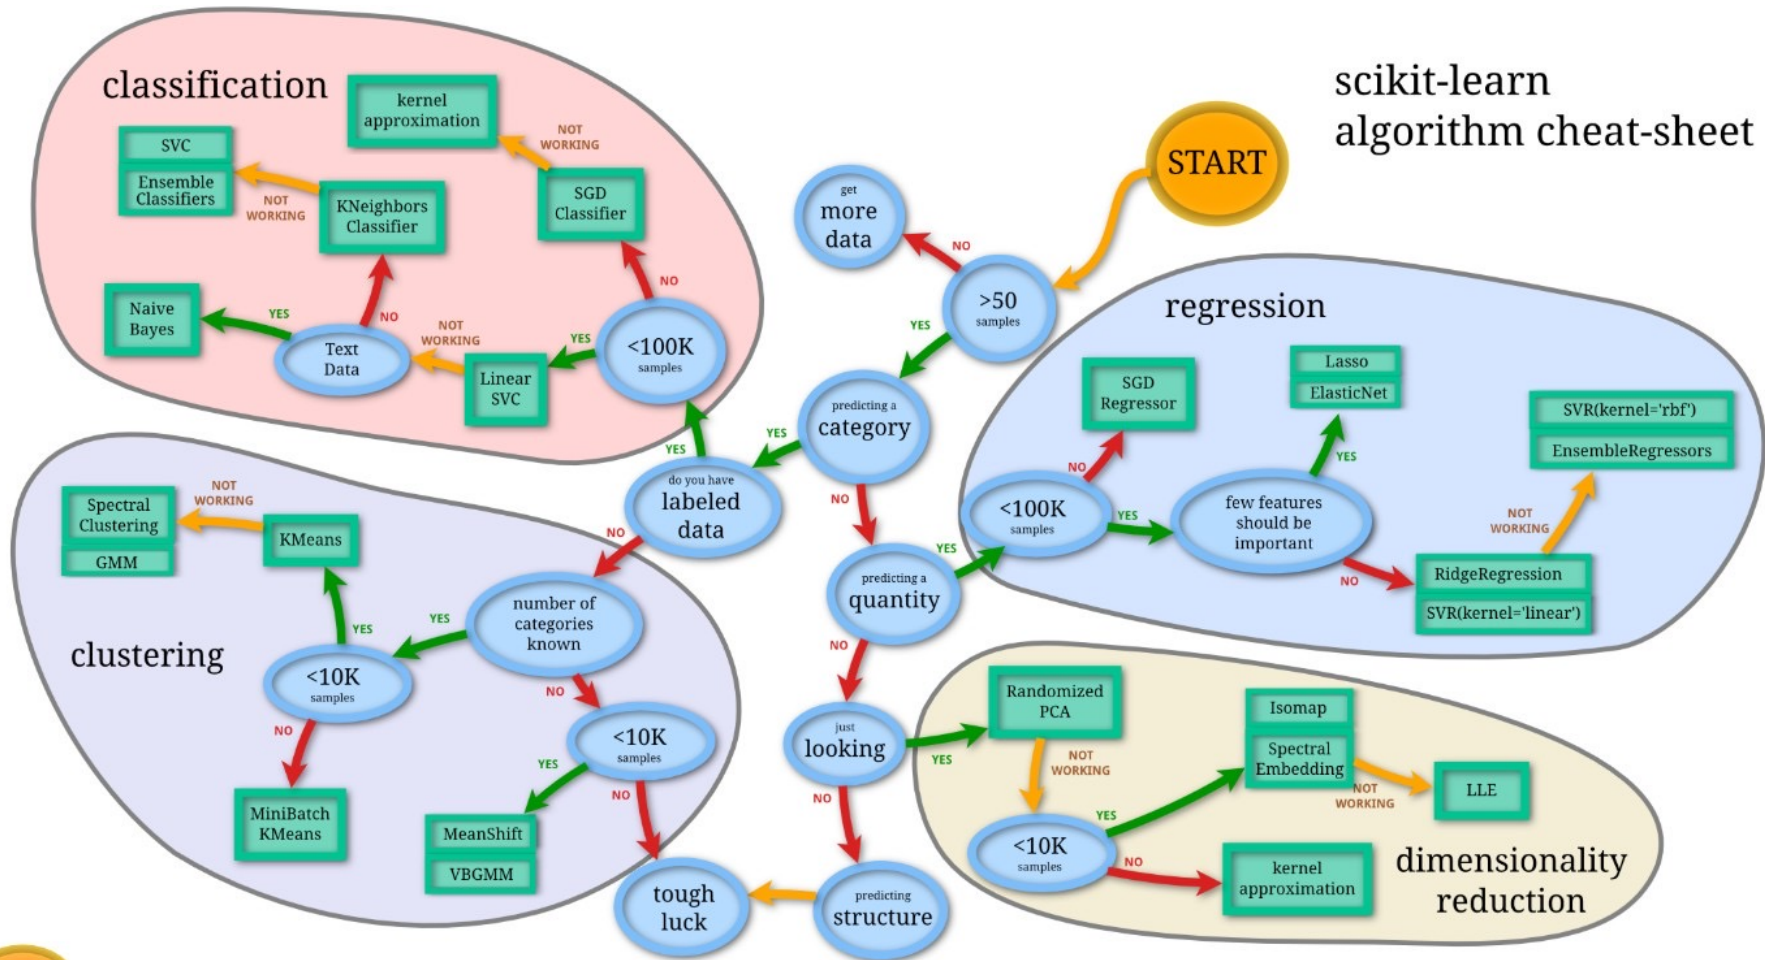 scikit-learn
algorithm cheat-sheet
START
get
more
data
NO
>50
samples
YES
predicting a
category
YES
NO
do you have
labeled
data
YES
NO
predicting a
quantity
YES
NO
just
looking
YES
NO
predicting
structure
tough
luck
classification
kernel
approximation
NOT
WORKING
SGD
Classifier
NO
<100K
samples
YES
Linear
SVC
NOT
WORKING
Text
Data
YES
Naive
Bayes
NO
KNeighbors
Classifier
NOT
WORKING
SVC
Ensemble
Classifiers
clustering
number of
categories
known
YES
NO
<10K
samples
YES
KMeans
NOT
WORKING
Spectral
Clustering
GMM
NO
MiniBatch
KMeans
<10K
samples
YES
MeanShift
VBGMM
NO
regression
<100K
samples
NO
SGD
Regressor
YES
few features
should be
important
YES
Lasso
ElasticNet
NO
RidgeRegression
SVR(kernel='linear')
NOT
WORKING
SVR(kernel='rbf')
EnsembleRegressors
dimensionality
reduction
Randomized
PCA
NOT
WORKING
<10K
samples
YES
Isomap
Spectral
Embedding
NOT
WORKING
LLE
NO
kernel
approximation